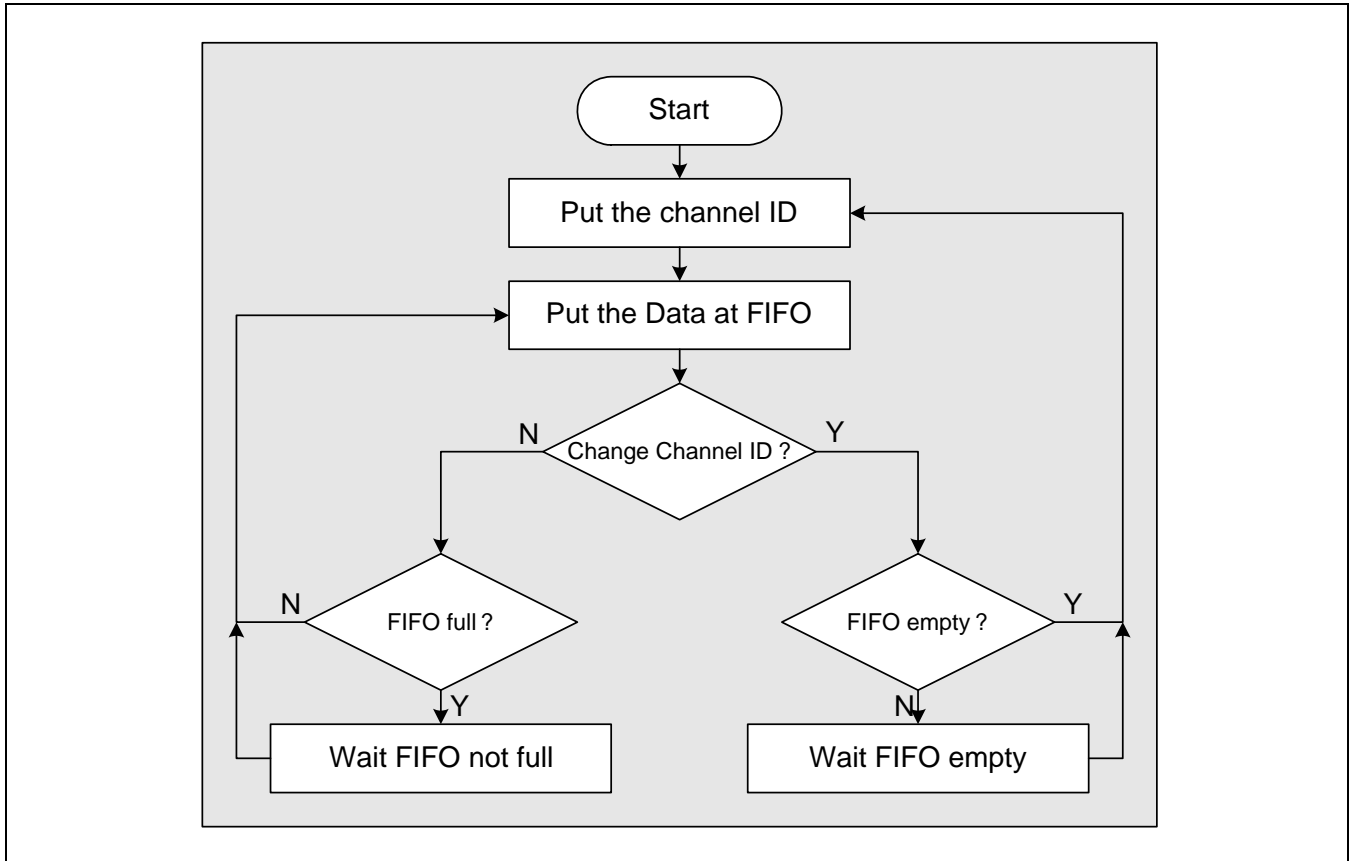 Start
Put the channel ID
Put the Data at FIFO
N
Change Channel ID ?
Y
N
FIFO full ?
FIFO empty ?
Y
Y
N
Wait FIFO not full
Wait FIFO empty